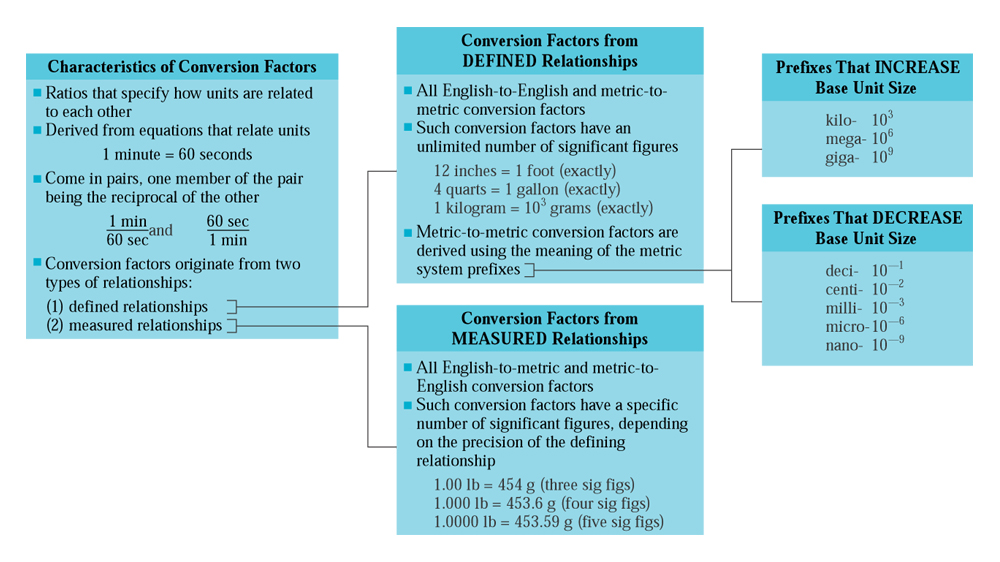 Characteristics of Conversion Factors
■ Ratios that specify how units are related
to each other
■ Derived from equations that relate units
1 minute = 60 seconds
■ Come in pairs, one member of the pair
being the reciprocal of the other
1 min/60 sec and 60 sec/1 min
■ Conversion factors originate from two
types of relationships:
(1) defined relationships
(2) measured relationships
Conversion Factors from
DEFINED Relationships
■ All English-to-English and metric-to-
metric conversion factors
■ Such conversion factors have an
unlimited number of significant figures
12 inches = 1 foot (exactly)
4 quarts = 1 gallon (exactly)
1 kilogram = 10³ grams (exactly)
■ Metric-to-metric conversion factors are
derived using the meaning of the metric
system prefixes
Conversion Factors from
MEASURED Relationships
■ All English-to-metric and metric-to-
English conversion factors
■ Such conversion factors have a specific
number of significant figures, depending
on the precision of the defining
relationship
1.00 lb = 454 g (three sig figs)
1.000 lb = 453.6 g (four sig figs)
1.0000 lb = 453.59 g (five sig figs)
Prefixes That INCREASE
Base Unit Size
kilo- 10³
mega- 10⁶
giga- 10⁹
Prefixes That DECREASE
Base Unit Size
deci- 10⁻¹
centi- 10⁻²
milli- 10⁻³
micro- 10⁻⁶
nano- 10⁻⁹